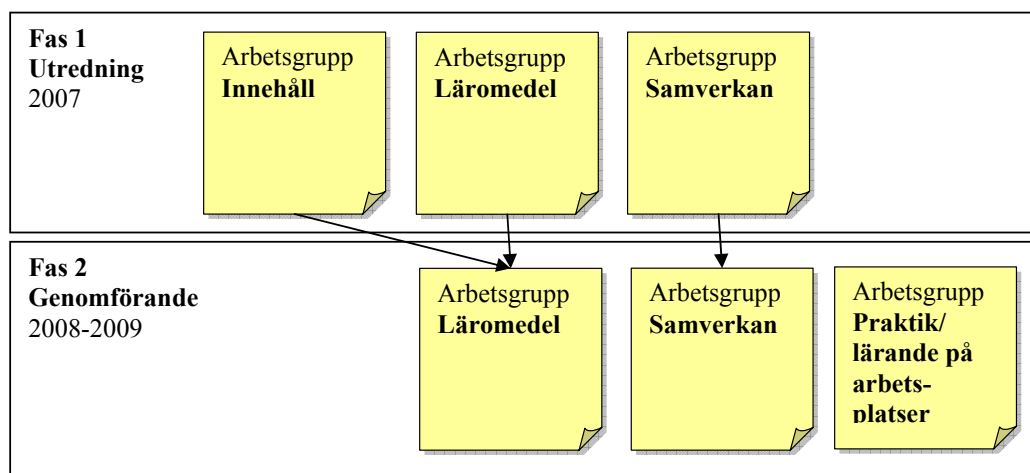 Fas 1
Utredning
2007
Arbetsgrupp
Innehåll
Arbetsgrupp
Läromedel
Arbetsgrupp
Samverkan
Fas 2
Genomförande
2008-2009
Arbetsgrupp
Läromedel
Arbetsgrupp
Samverkan
Arbetsgrupp
Praktik/
lärande på
arbets-
platser